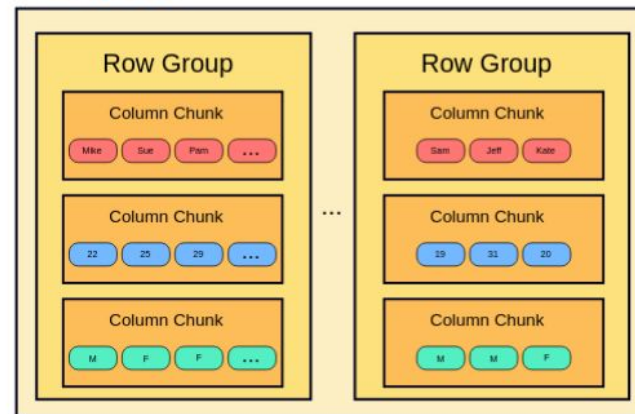 Row Group
Column Chunk
Mike Sue Pam ...
Column Chunk
22 25 29 ...
Column Chunk
M F F ...
...
Row Group
Column Chunk
Sam Jeff Kate
Column Chunk
19 31 20
Column Chunk
M M F